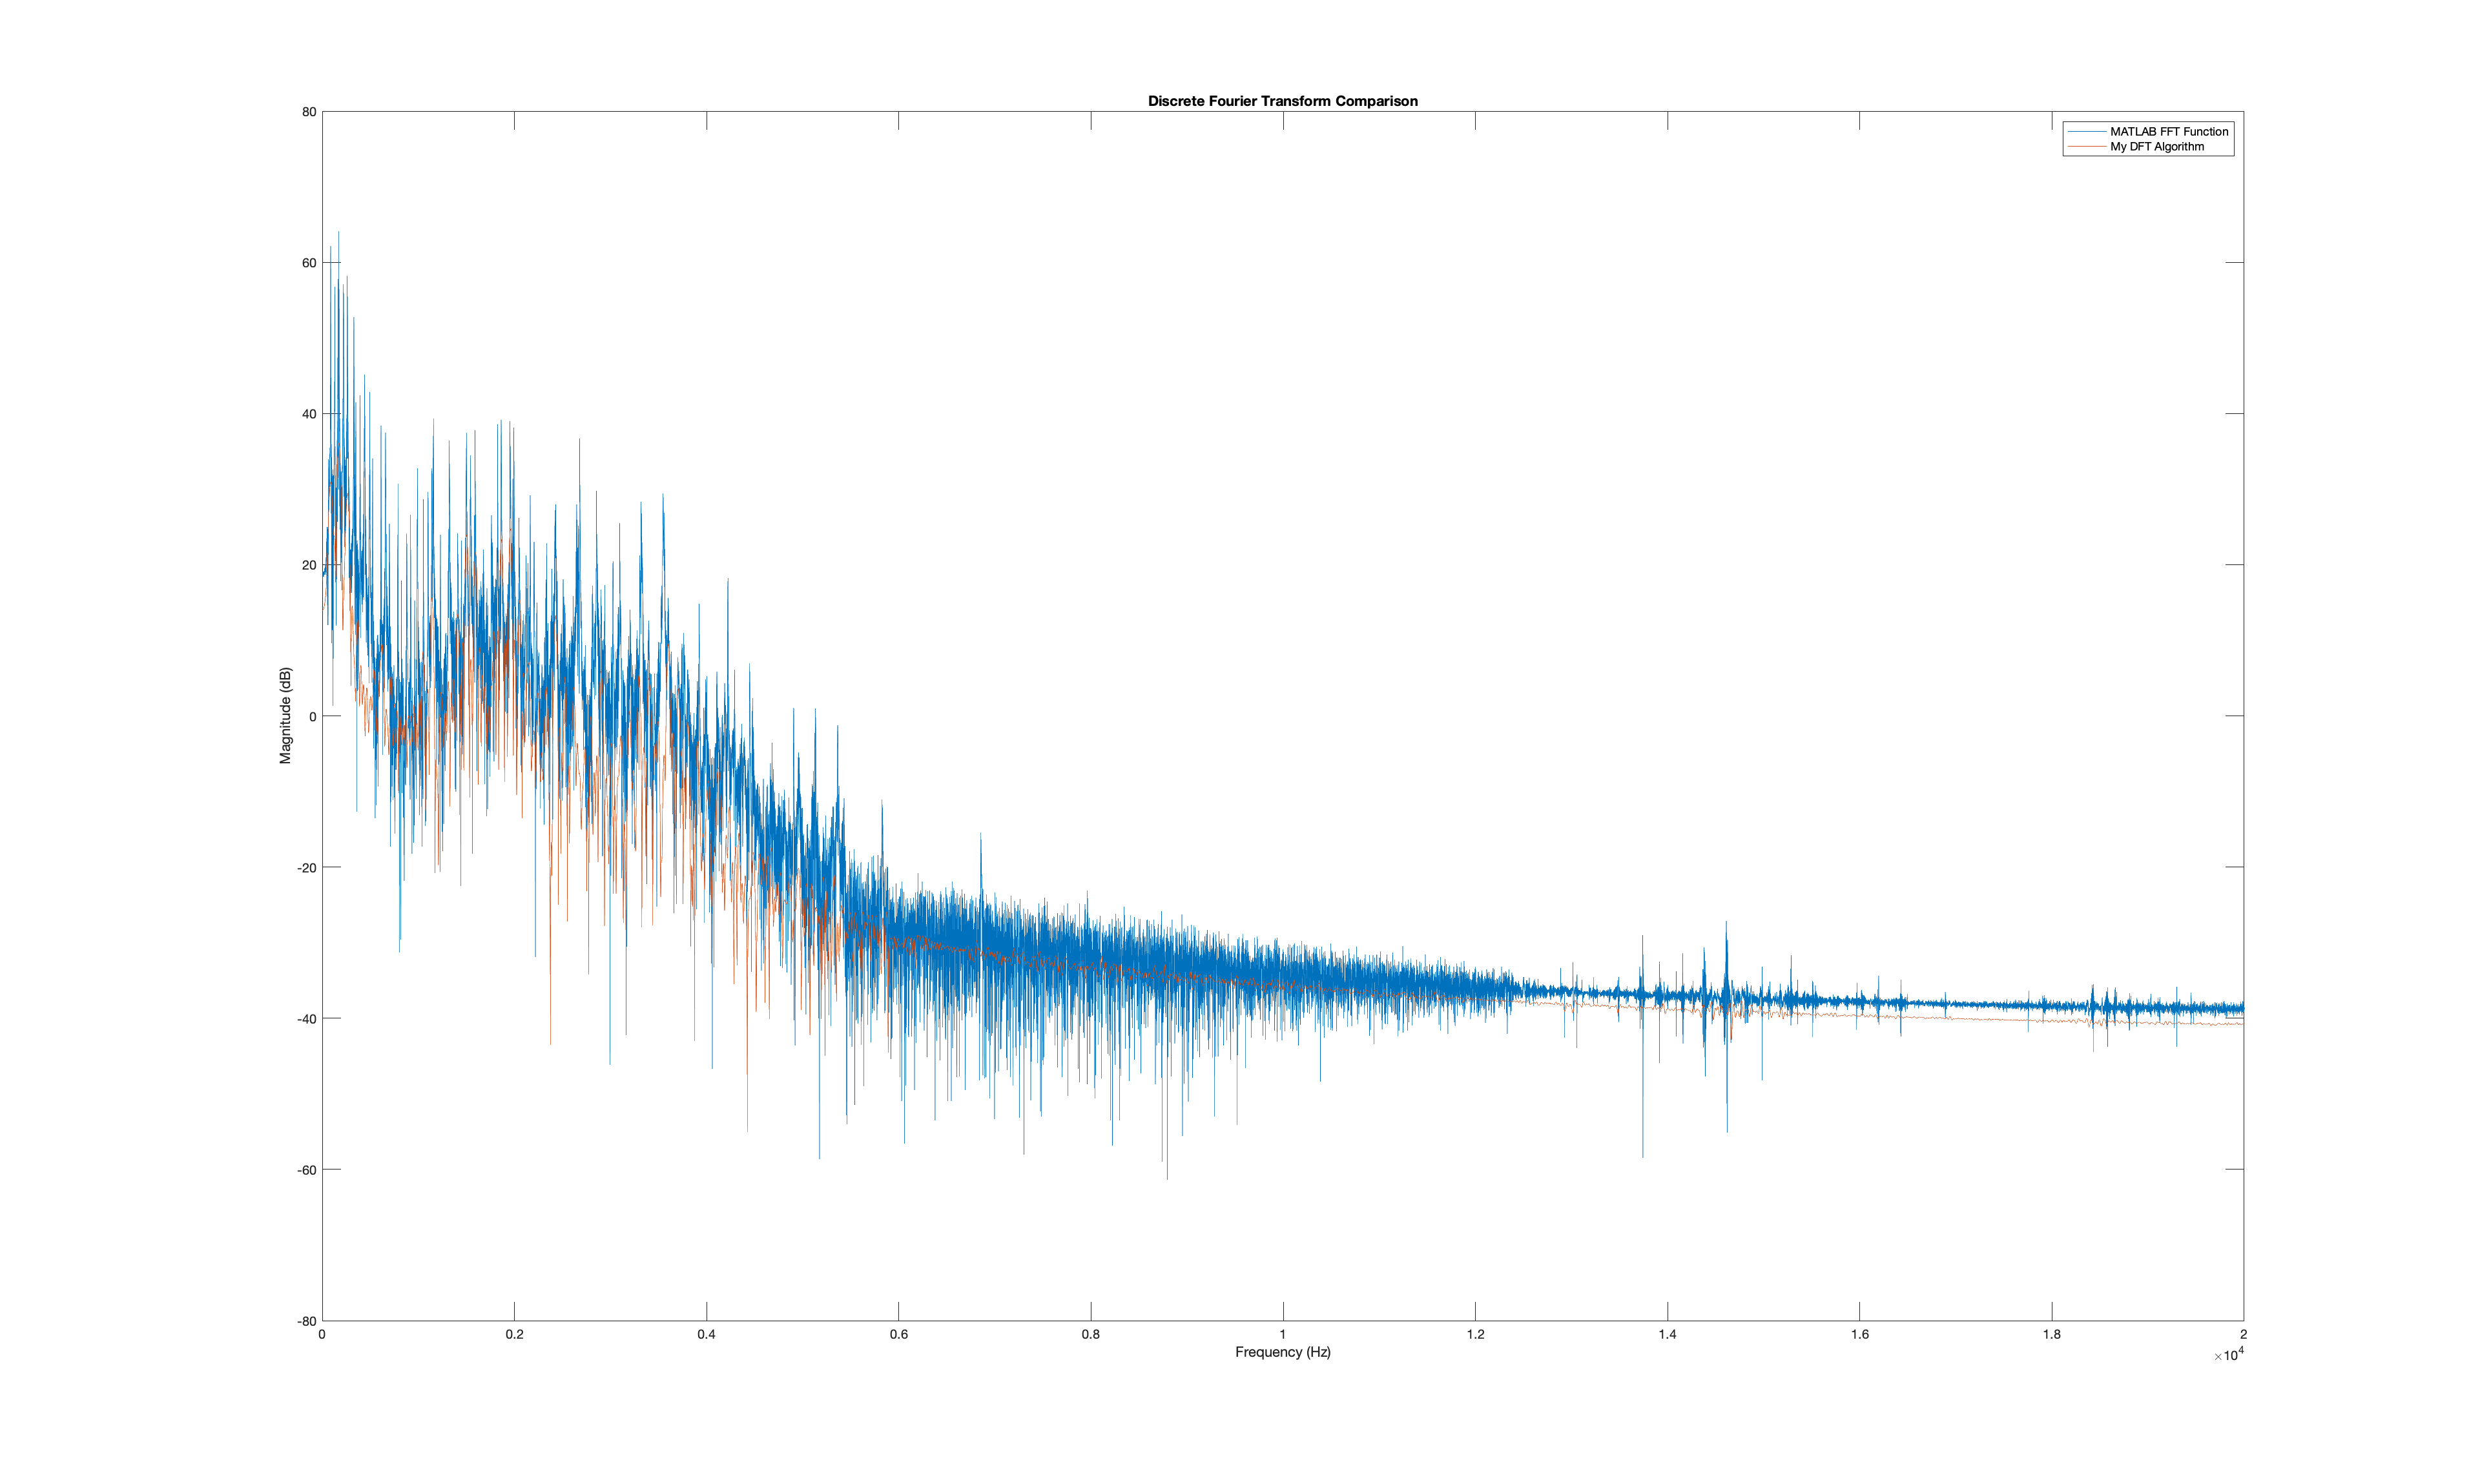 Discrete Fourier Transform Comparison
MATLAB FFT Function
My DFT Algorithm
80
60
40
20
0
-20
-40
-60
-80
Magnitude (dB)
0 0.2 0.4 0.6 0.8 1 1.2 1.4 1.6 1.8 2
Frequency (Hz)
×10⁴